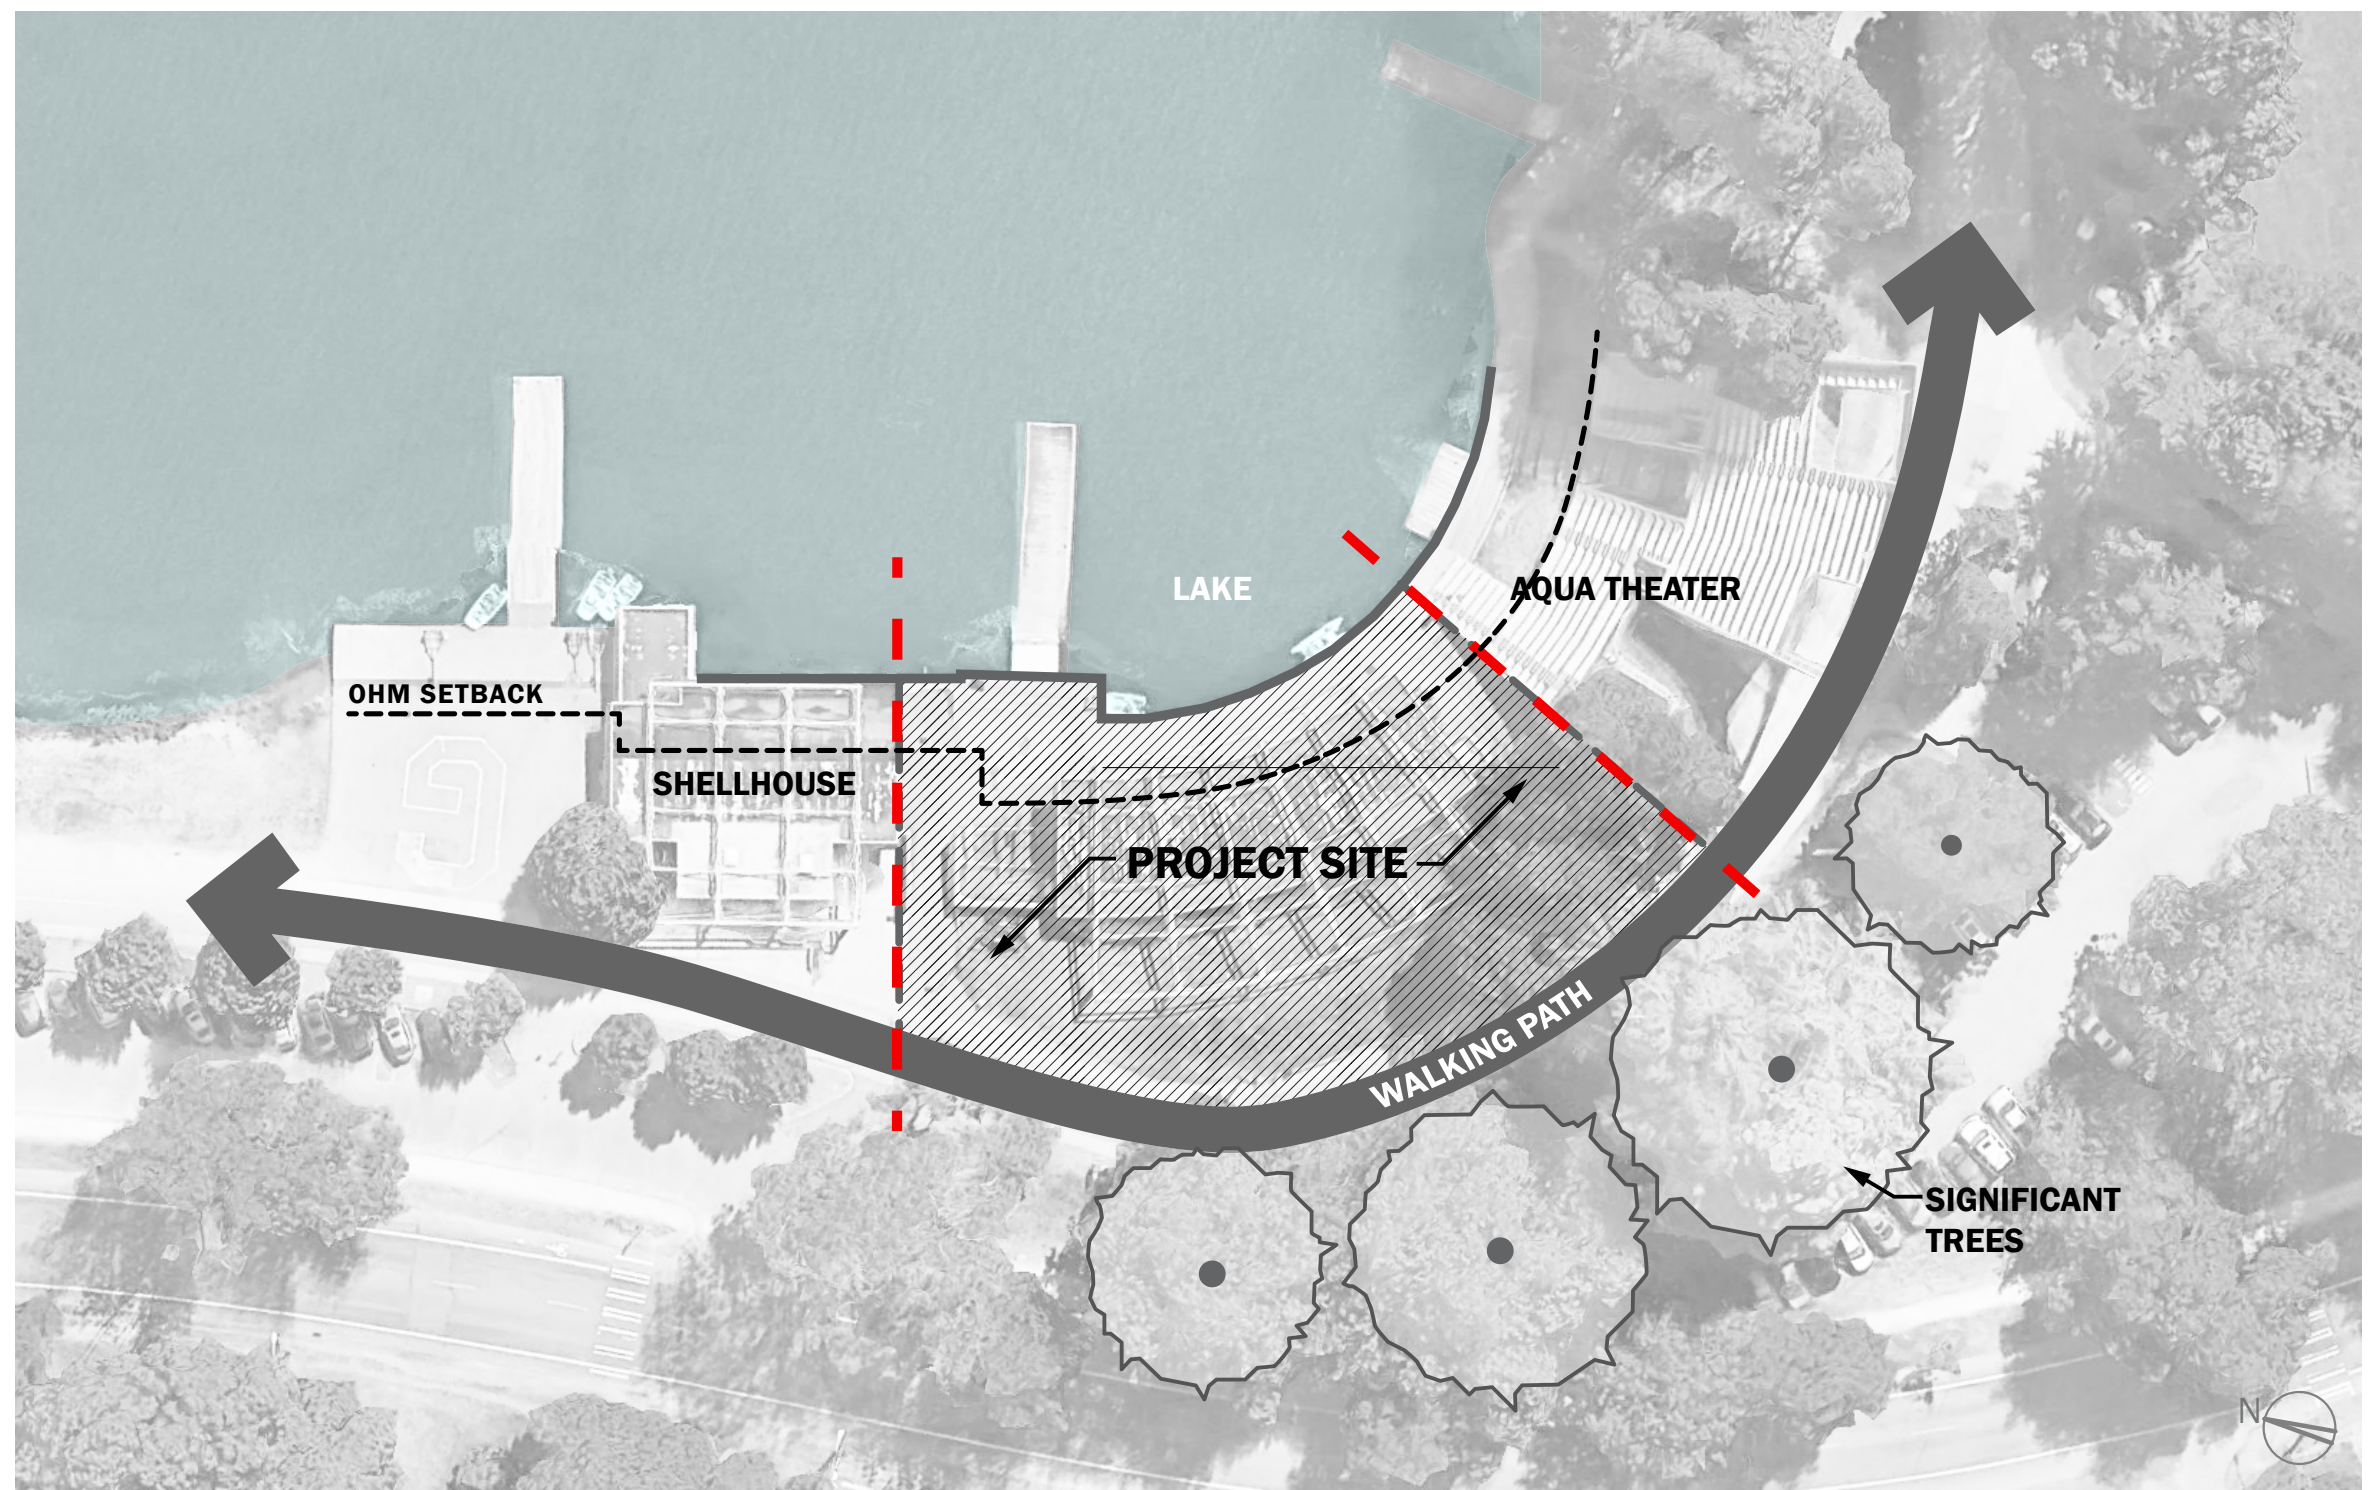 LAKE
AQUA THEATER
OHM SETBACK
SHELLHOUSE
PROJECT SITE
WALKING PATH
SIGNIFICANT
TREES
N
G